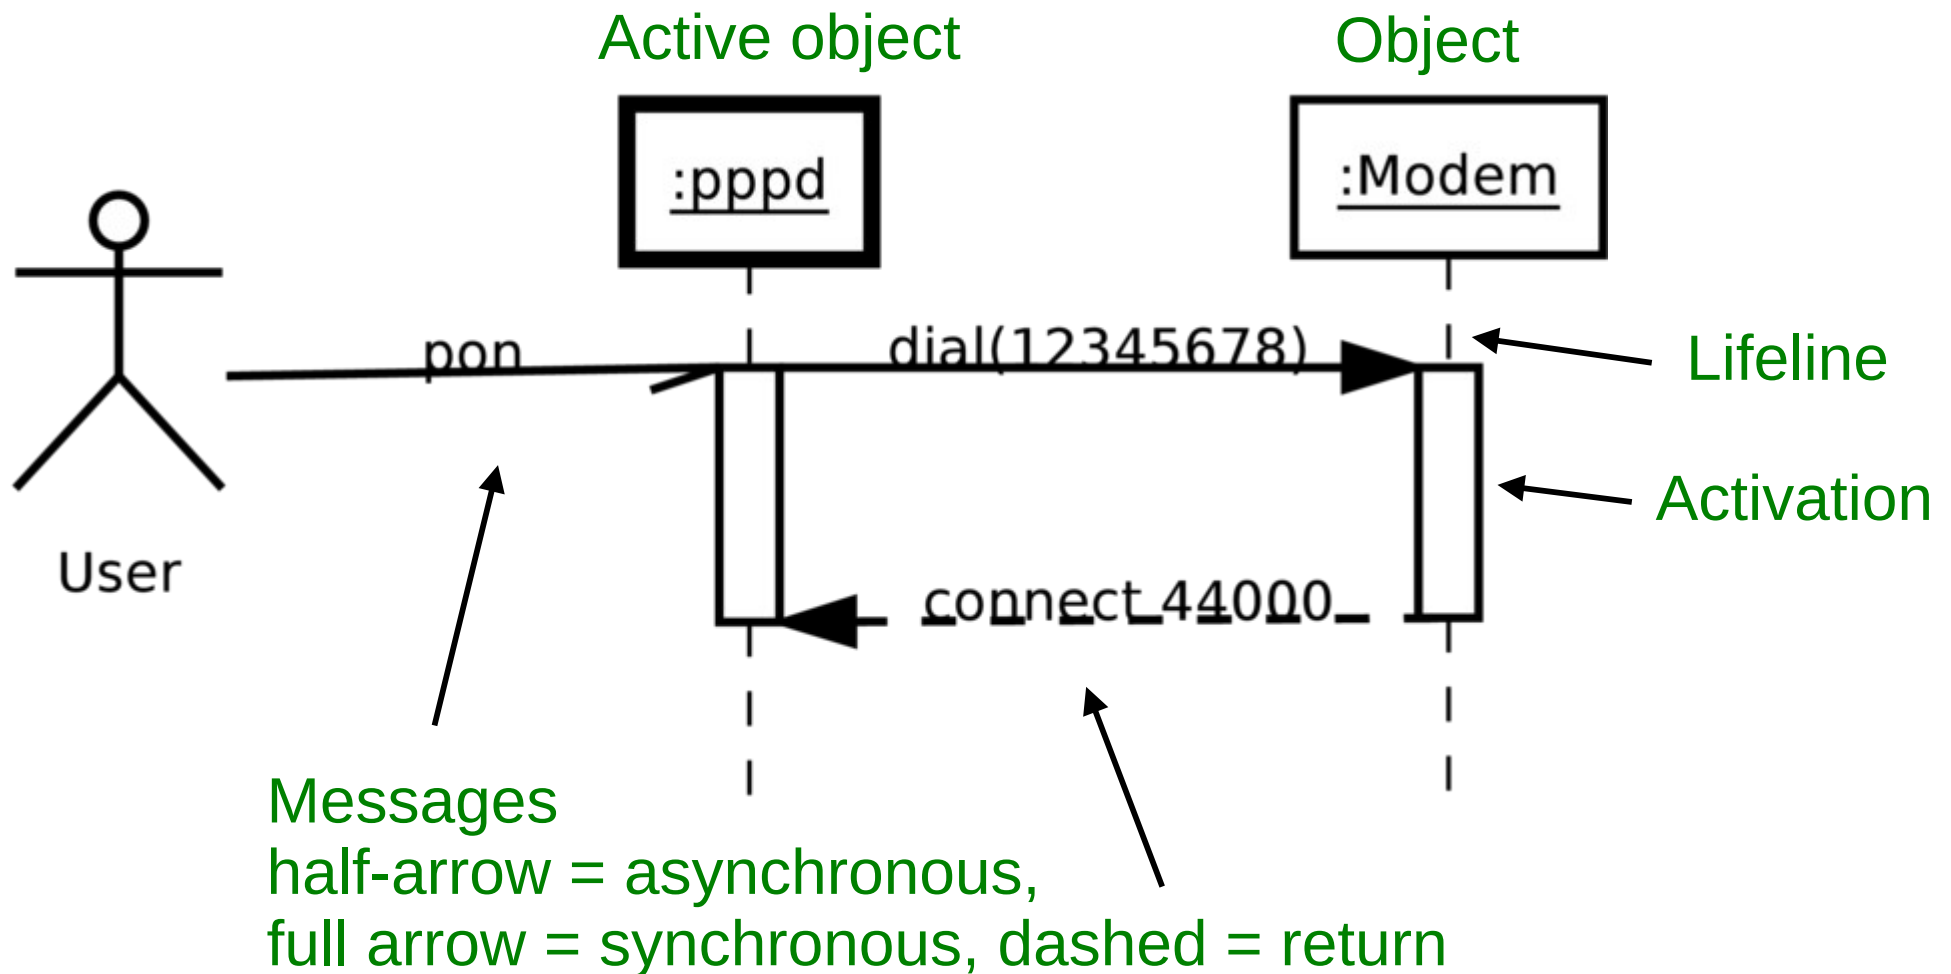 Active object
Object
:pppd
:Modem
pon
dial(12345678)
Lifeline
Activation
User
connect 44000
Messages
half-arrow = asynchronous,
full arrow = synchronous, dashed = return